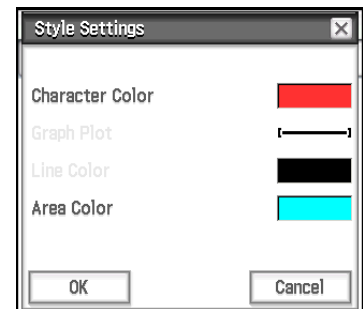 Style Settings
Character Color
Graph Plot
Line Color
Area Color
OK Cancel